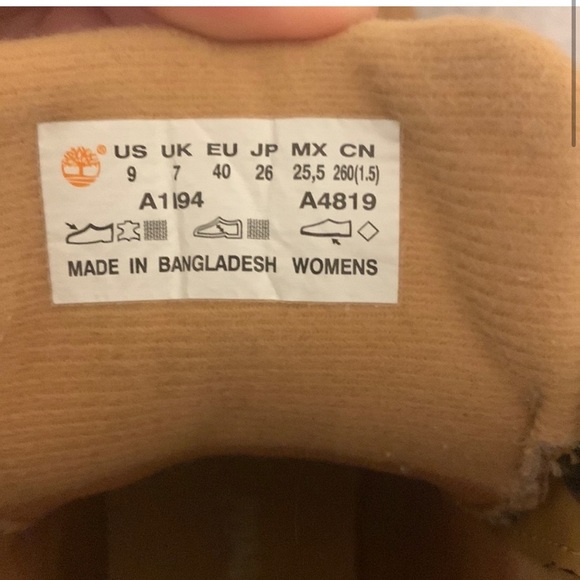 US UK EU JP MX CN
9 7 40 26 25,5 260(1.5)
A4819
MADE IN BANGLADESH WOMENS